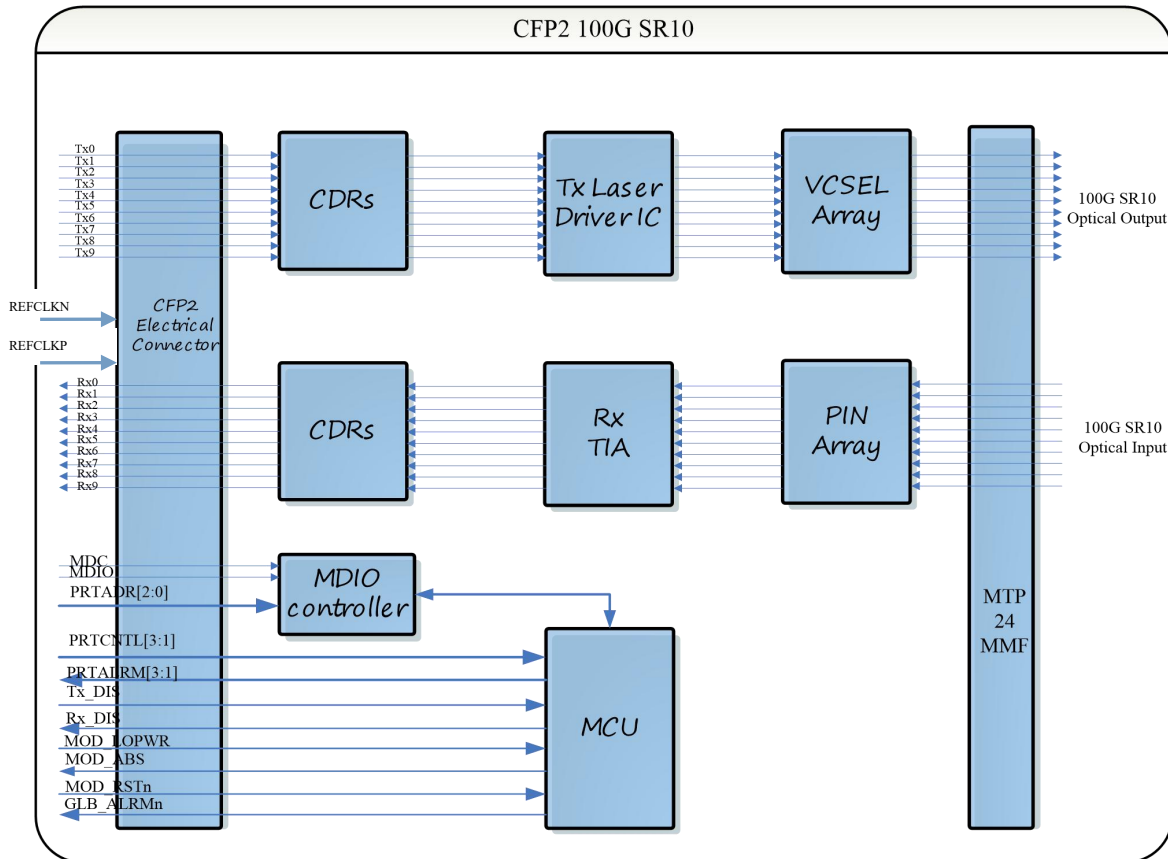 CFP2 100G SR10
Tx0
Tx1
Tx2
Tx3
Tx4
Tx5
Tx6
Tx7
Tx8
Tx9
CDRs
Tx Laser
Driver IC
VCSEL
Array
100G SR10
Optical Output
REFCLKN
REFCLKP
CFP2
Electrical
Connector
Rx0
Rx1
Rx2
Rx3
Rx4
Rx5
Rx6
Rx7
Rx8
Rx9
CDRs
Rx
TIA
PIN
Array
100G SR10
Optical Input
MDC
MDIO
PRTADR[2:0]
MDIO
controller
PRTCNTL[3:1]
PRTALRM[3:1]
Tx_DIS
Rx_DIS
MOD_LOPWR
MOD_ABS
MOD_RSTn
GLB_ALRMn
MCU
MTP
24
MMF